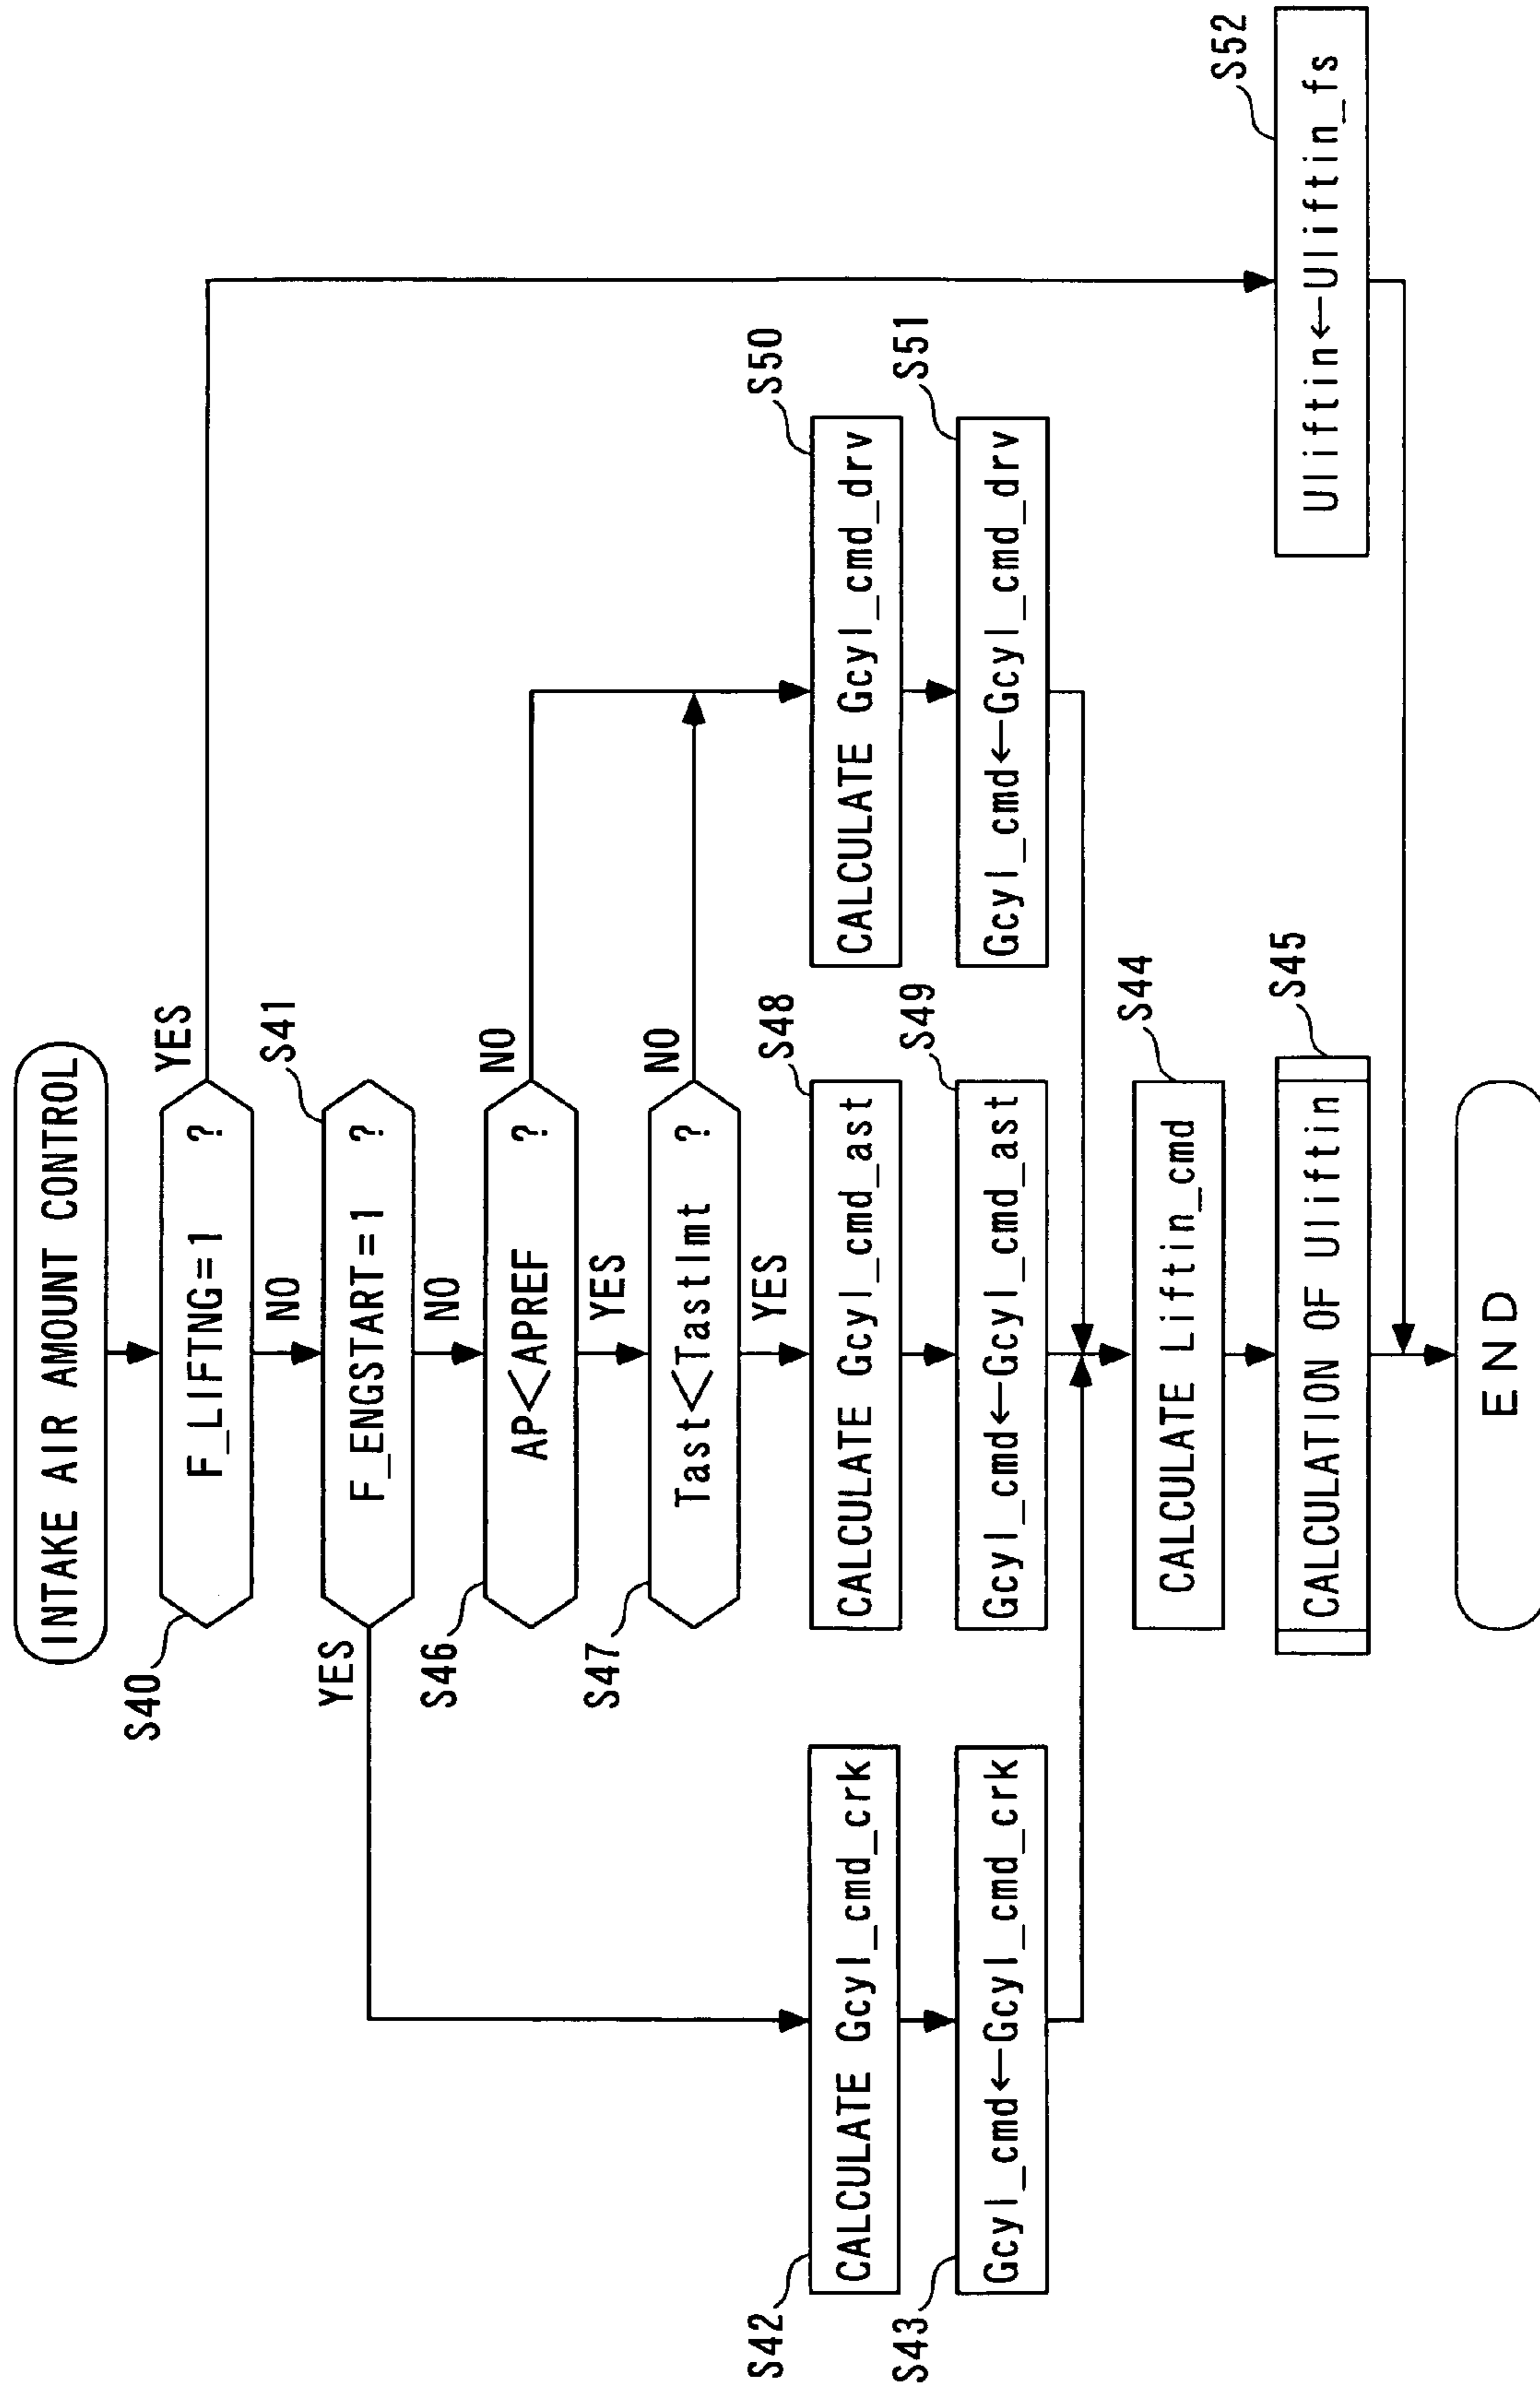 INTAKE AIR AMOUNT CONTROL
S40
F_LIFTNG=1 ?
YES
NO
S41
F_ENGSTART=1 ?
YES
NO
S46
AP<APREF ?
NO
YES
S47
Tast<Tastlmt ?
NO
YES
S42
CALCULATE Gcyl_cmd_crk
S48
CALCULATE Gcyl_cmd_ast
S50
CALCULATE Gcyl_cmd_drv
S43
Gcyl_cmd←Gcyl_cmd_crk
S49
Gcyl_cmd←Gcyl_cmd_ast
S51
Gcyl_cmd←Gcyl_cmd_drv
S44
CALCULATE Liftin_cmd
S45
CALCULATION OF Uliftin
S52
Uliftin←Uliftin_fs
END